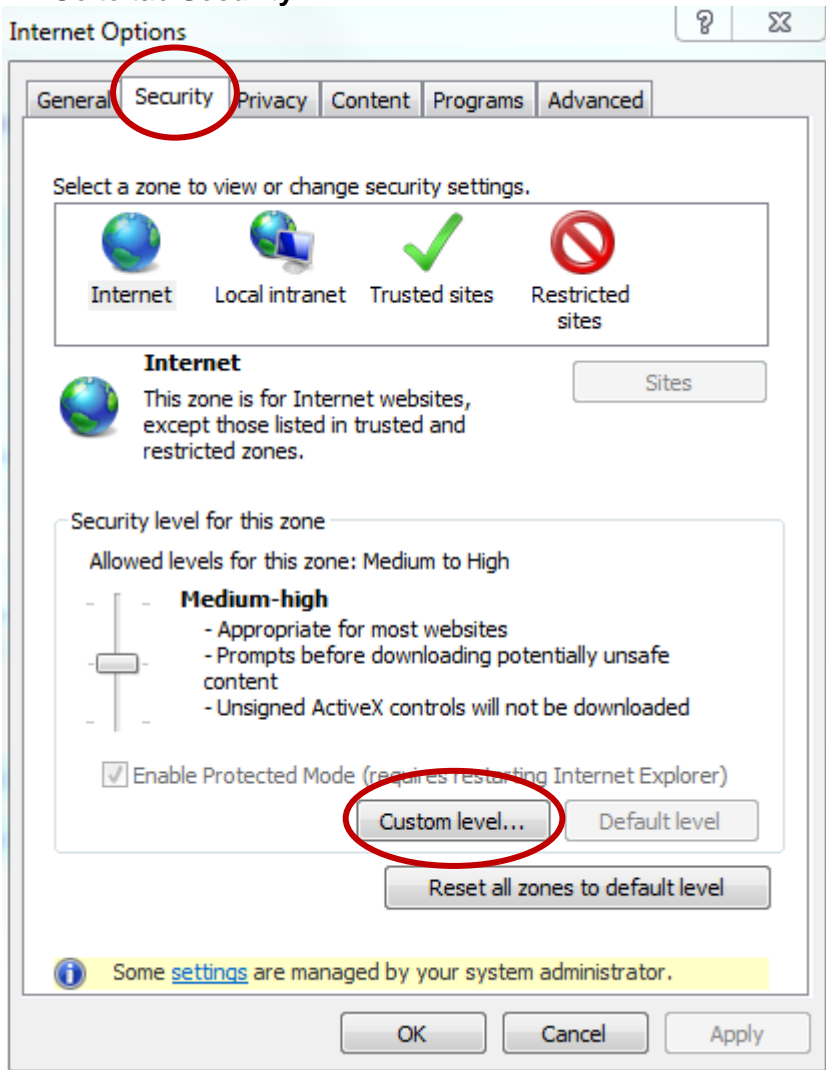 Internet Options
General Security Privacy Content Programs Advanced
Select a zone to view or change security settings.
Internet Local intranet Trusted sites Restricted
sites
Internet
Sites
This zone is for Internet websites,
except those listed in trusted and
restricted zones.
Security level for this zone
Allowed levels for this zone: Medium to High
Medium-high
- Appropriate for most websites
- Prompts before downloading potentially unsafe
content
- Unsigned ActiveX controls will not be downloaded
Enable Protected Mode (requires restarting Internet Explorer)
Custom level... Default level
Reset all zones to default level
Some settings are managed by your system administrator.
OK Cancel Apply